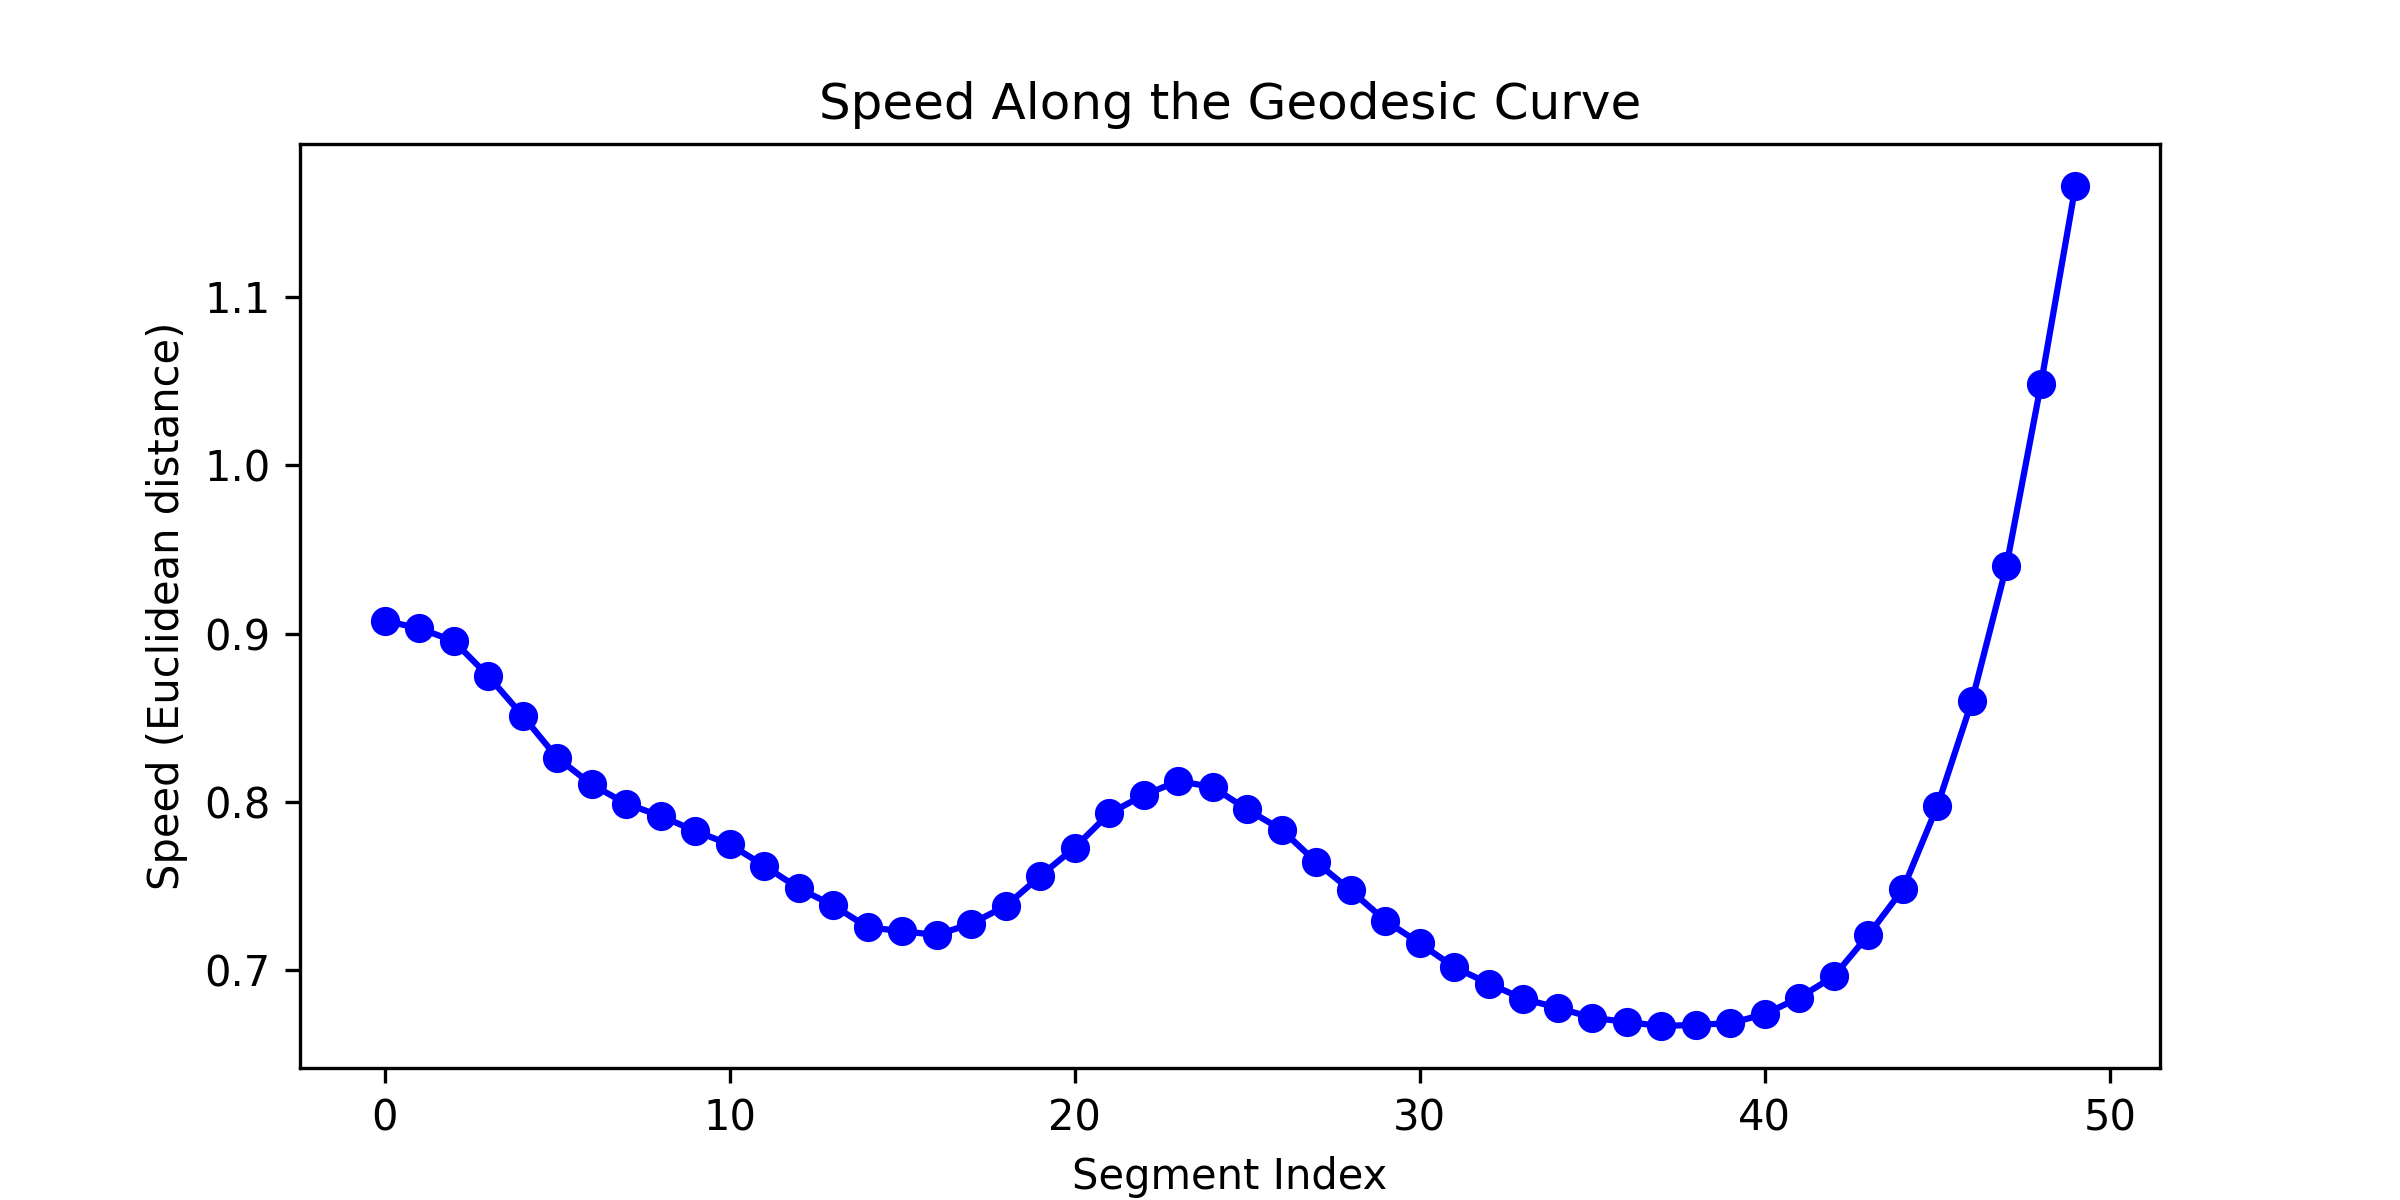 Speed Along the Geodesic Curve
Speed (Euclidean distance)
1.1
1.0
0.9
0.8
0.7
0 10 20 30 40 50
Segment Index